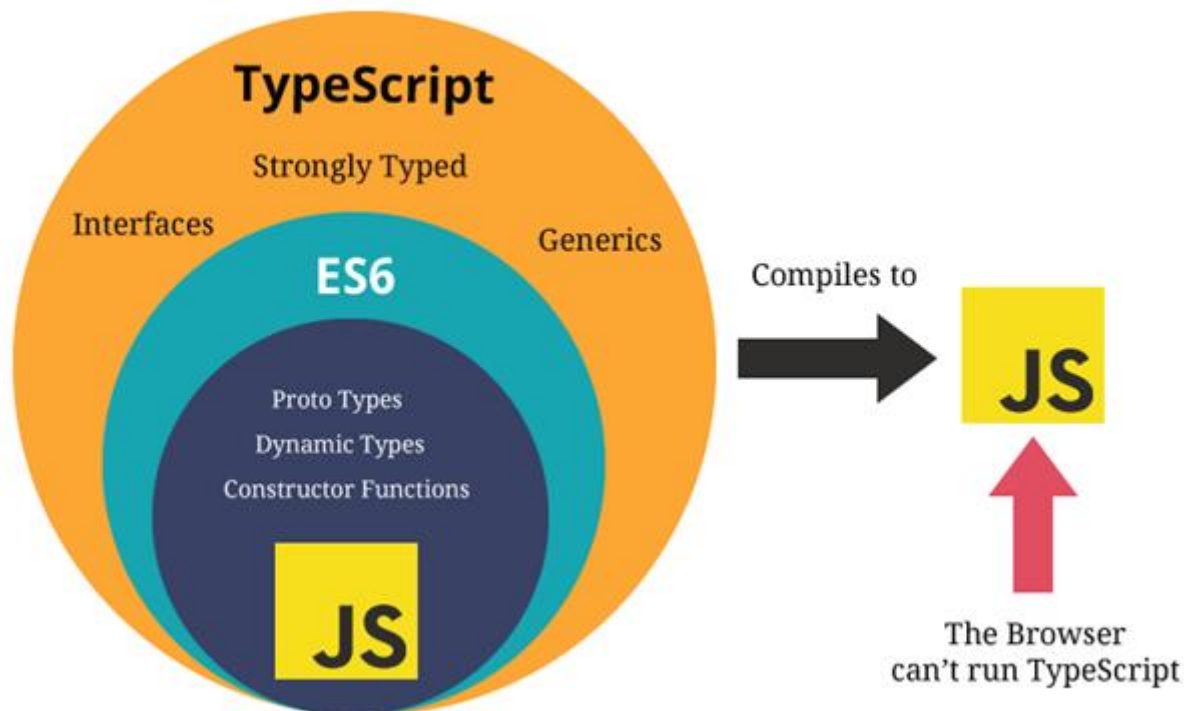 TypeScript
Strongly Typed
Interfaces
Generics
ES6
Proto Types
Dynamic Types
Constructor Functions
JS
Compiles to
JS
The Browser
can’t run TypeScript